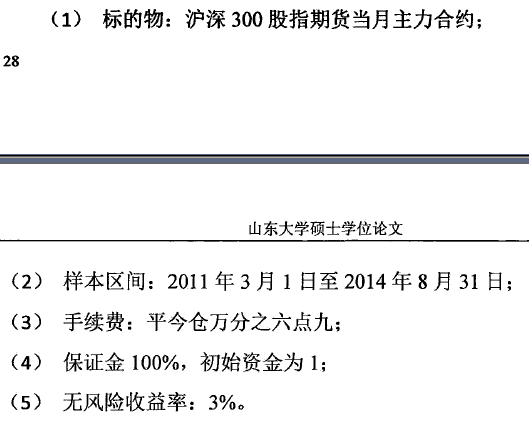 （1） 标的物：沪深 300 股指期货当月主力合约；
28
山东大学硕士学位论文
（2） 样本区间：2011 年 3 月 1 日至 2014 年 8 月 31 日；
（3） 手续费：平今仓万分之六点九；
（4） 保证金 100%，初始资金为 1；
（5） 无风险收益率：3%。